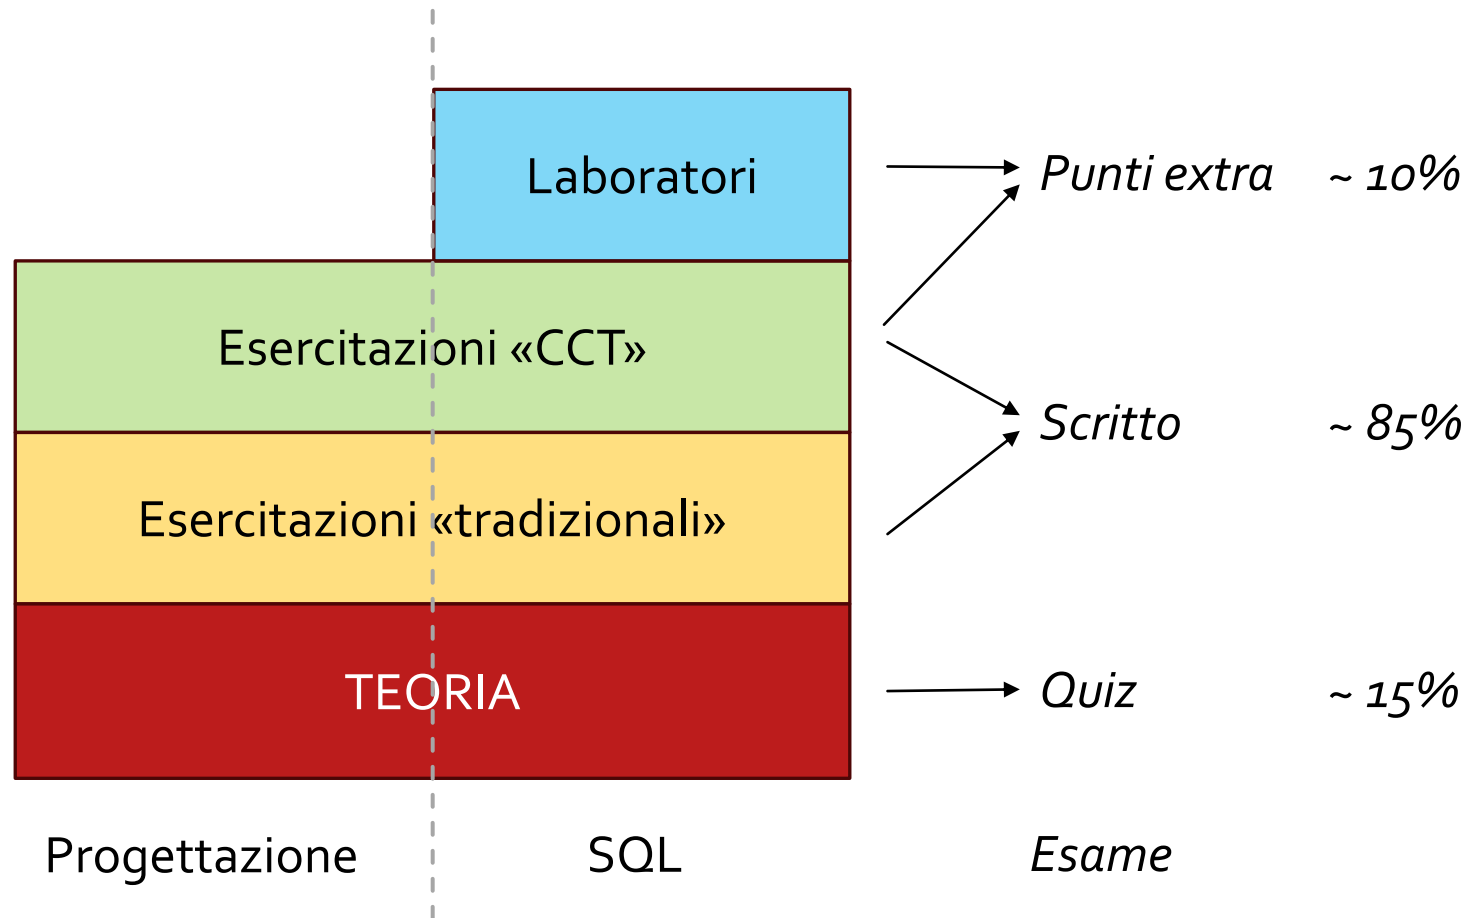 Laboratori
Punti extra ~ 10%
Esercitazioni «CCT»
Scritto ~ 85%
Esercitazioni «tradizionali»
TEORIA
Quiz ~ 15%
Progettazione
SQL
Esame